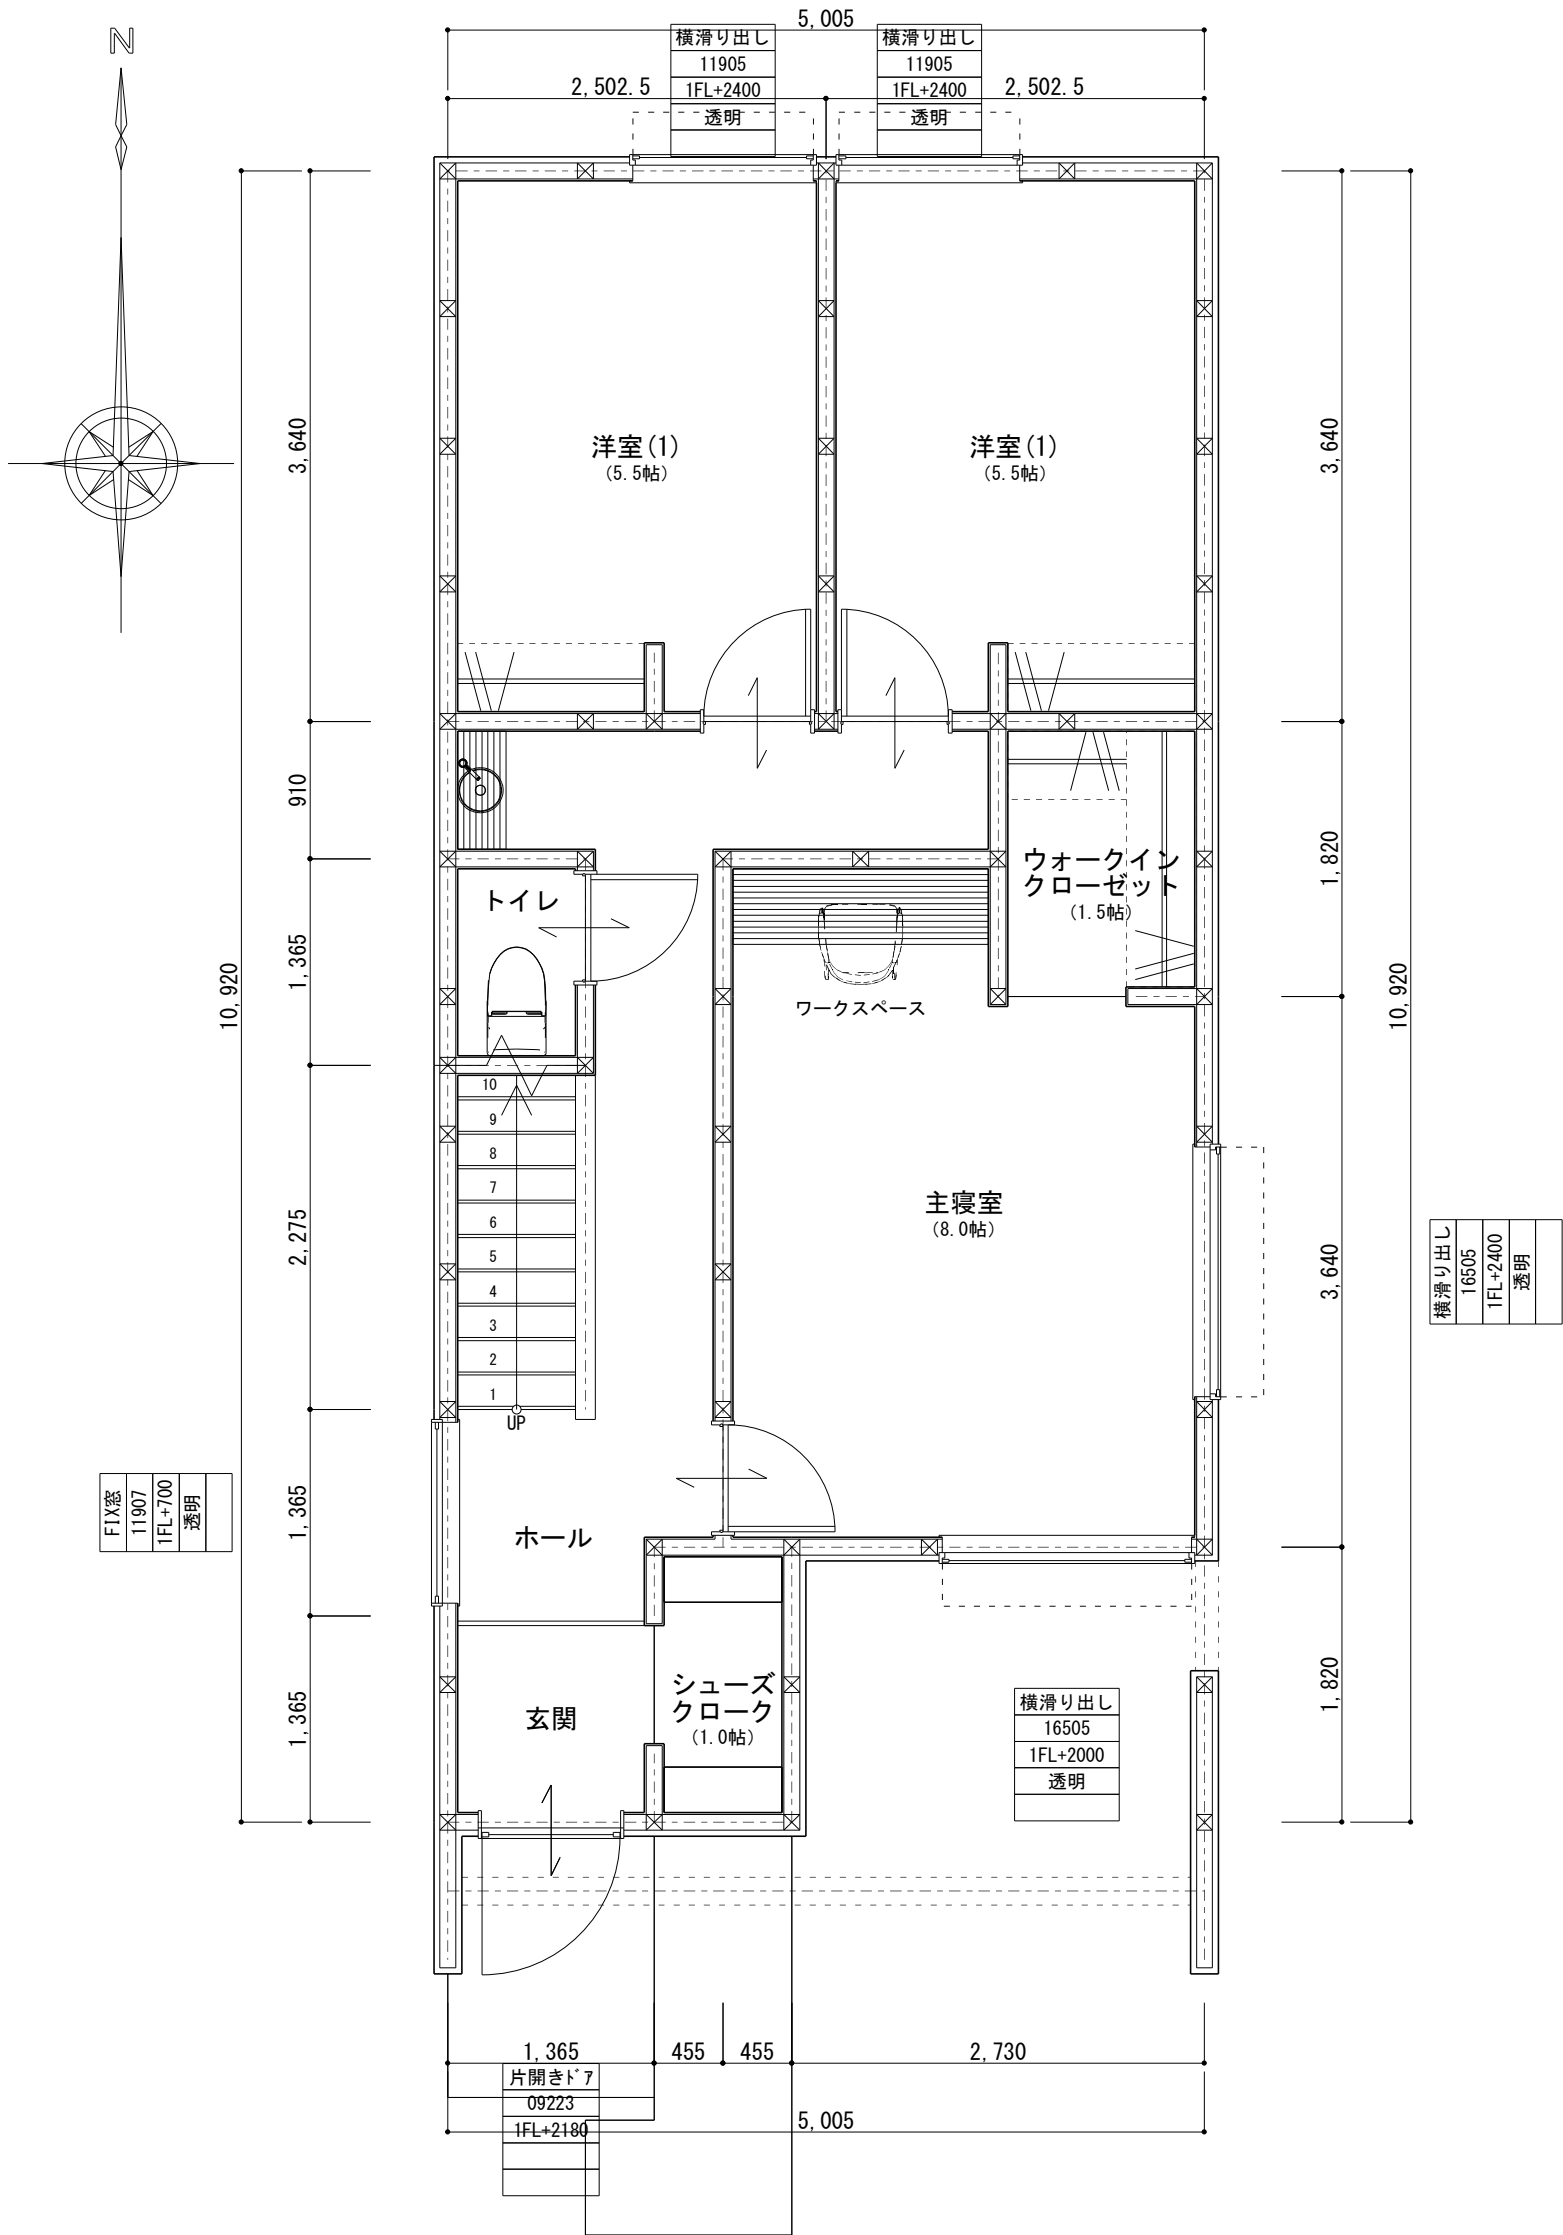 N
5,005
横滑り出し
11905
1FL+2400
透明
横滑り出し
11905
1FL+2400
透明
2,502.5
2,502.5
3,640
910
1,365
2,275
1,365
1,365
10,920
3,640
1,820
3,640
1,820
10,920
洋室(1)
(5.5帖)
洋室(1)
(5.5帖)
トイレ
ウォークイン
クローゼット
(1.5帖)
ワークスペース
10
9
8
7
6
5
4
3
2
1
UP
主寝室
(8.0帖)
横滑り出し
16505
1FL+2400
透明
FIX窓
11907
1FL+700
透明
ホール
玄関
シューズ
クローク
(1.0帖)
横滑り出し
16505
1FL+2000
透明
1,365
455
455
2,730
片開きドア
09223
1FL+2180
5,005